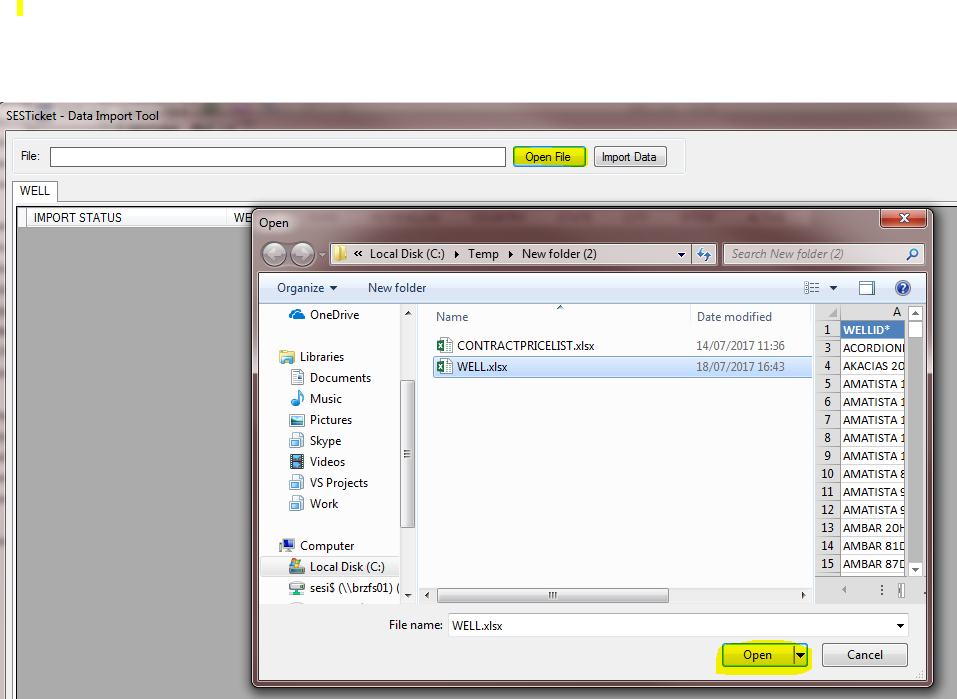 SESTicket - Data Import Tool
File: Open File Import Data
WELL
IMPORT STATUS WE
Open
« Local Disk (C:) Temp New folder (2) Search New folder (2)
Organize New folder
OneDrive
Libraries
Documents
Music
Pictures
Skype
Videos
VS Projects
Work
Computer
Local Disk (C:)
sesi$ (\\brzfs01) (
Name Date modified
CONTRACTPRICELIST.xlsx 14/07/2017 11:36
WELL.xlsx 18/07/2017 16:43
A
1 WELLID*
3 ACORDION
4 AKACIAS 20
5 AMATISTA 1
6 AMATISTA 1
7 AMATISTA 1
8 AMATISTA 1
9 AMATISTA 1
10 AMATISTA 8
11 AMATISTA 9
12 AMATISTA 9
13 AMBAR 20H
14 AMBAR 81D
15 AMBAR 87D
File name: WELL.xlsx
Open Cancel